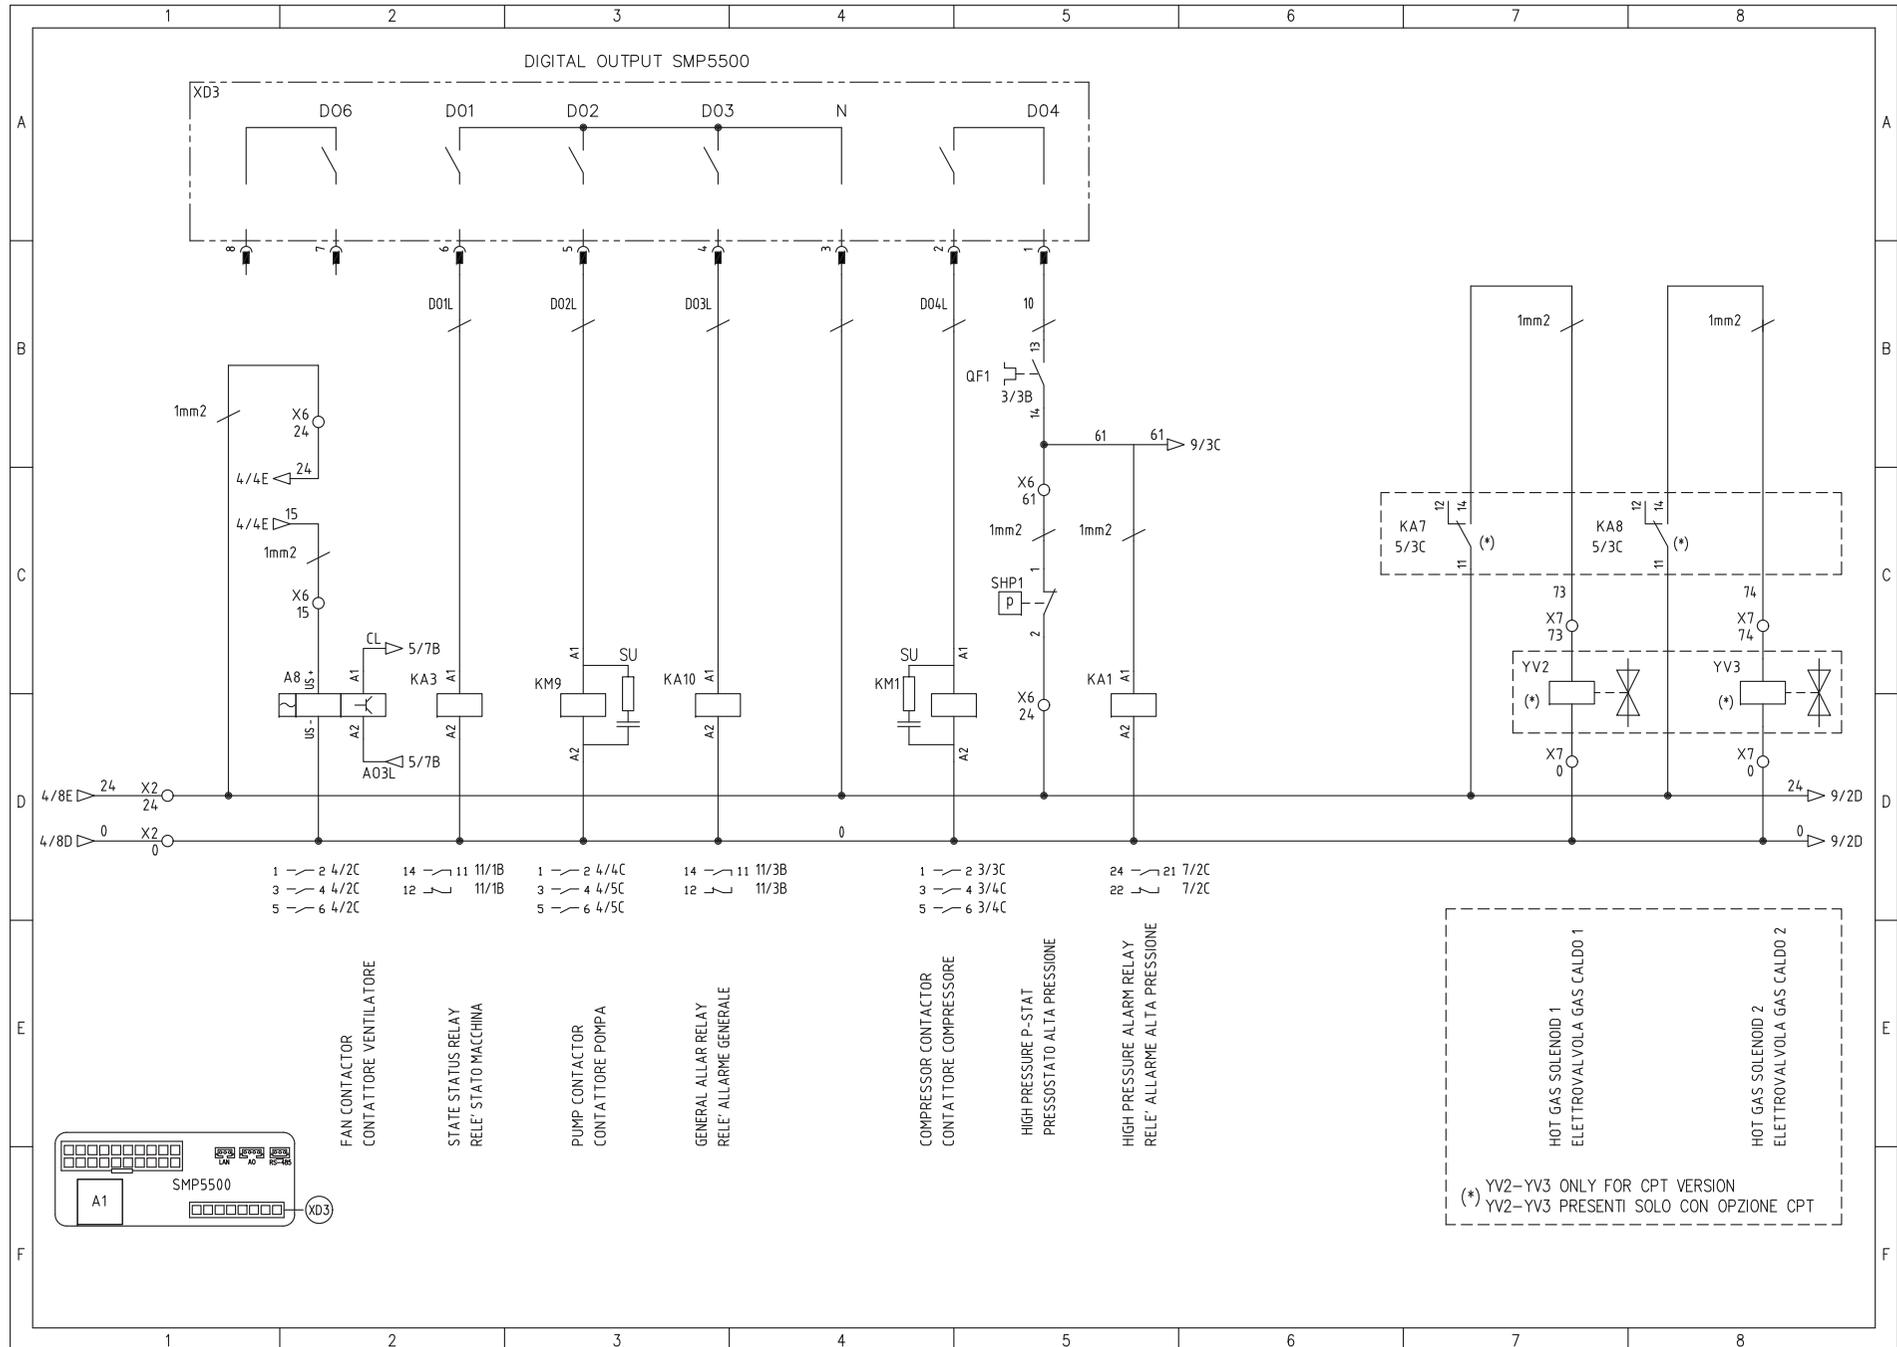 1 2 3 4 5 6 7 8
DIGITAL OUTPUT SMP5500
XD3
A A
DO6 DO1 DO2 DO3 N DO4
8 7 6 5 4 3 2 1
DO1L DO2L DO3L DO4L 10
B B
1mm2 1mm2
13
QF1
3/3B
14
1mm2
X6
24
61 61 9/3C
4/4E 24
X6
61
4/4E 15
1mm2
1mm2 1mm2
12 14 12 14
KA7 KA8
5/3C (*) 5/3C (*)
11 11
C C
X6
15
1
SHP1
P
2
73 74
X7 X7
73 74
CL 5/7B
A8 US+ A1
KA3 A1
A1 SU
KM9
KA10 A1
SU A1
KM1
KA1 A1
YV2 YV3
(*) (*)
X6
24
US- A2 A2 A2 A2 A2 A2
A03L 5/7B
X7 X7
0 0
D D
4/8E 24 X2
24
24 9/2D
4/8D 0 X2
0
0
0 9/2D
1 2 4/2C
3 4 4/2C
5 6 4/2C
14 11 11/1B
12 11/1B
1 2 4/4C
3 4 4/5C
5 6 4/5C
14 11 11/3B
12 11/3B
1 2 3/3C
3 4 3/4C
5 6 3/4C
24 21 7/2C
22 7/2C
E E
FAN CONTACTOR
CONTATTORE VENTILATORE
STATE STATUS RELAY
RELE' STATO MACCHINA
PUMP CONTACTOR
CONTATTORE POMPA
GENERAL ALLAR RELAY
RELE' ALLARME GENERALE
COMPRESSOR CONTACTOR
CONTATTORE COMPRESSORE
HIGH PRESSURE P-STAT
PRESSOSTATO ALTA PRESSIONE
HIGH PRESSURE ALARM RELAY
RELE' ALLARME ALTA PRESSIONE
HOT GAS SOLENOID 1
ELETTROVALVOLA GAS CALDO 1
HOT GAS SOLENOID 2
ELETTROVALVOLA GAS CALDO 2
LAN AO RS-485
SMP5500
A1
XD3
(*) YV2-YV3 ONLY FOR CPT VERSION
YV2-YV3 PRESENTI SOLO CON OPZIONE CPT
F F
1 2 3 4 5 6 7 8